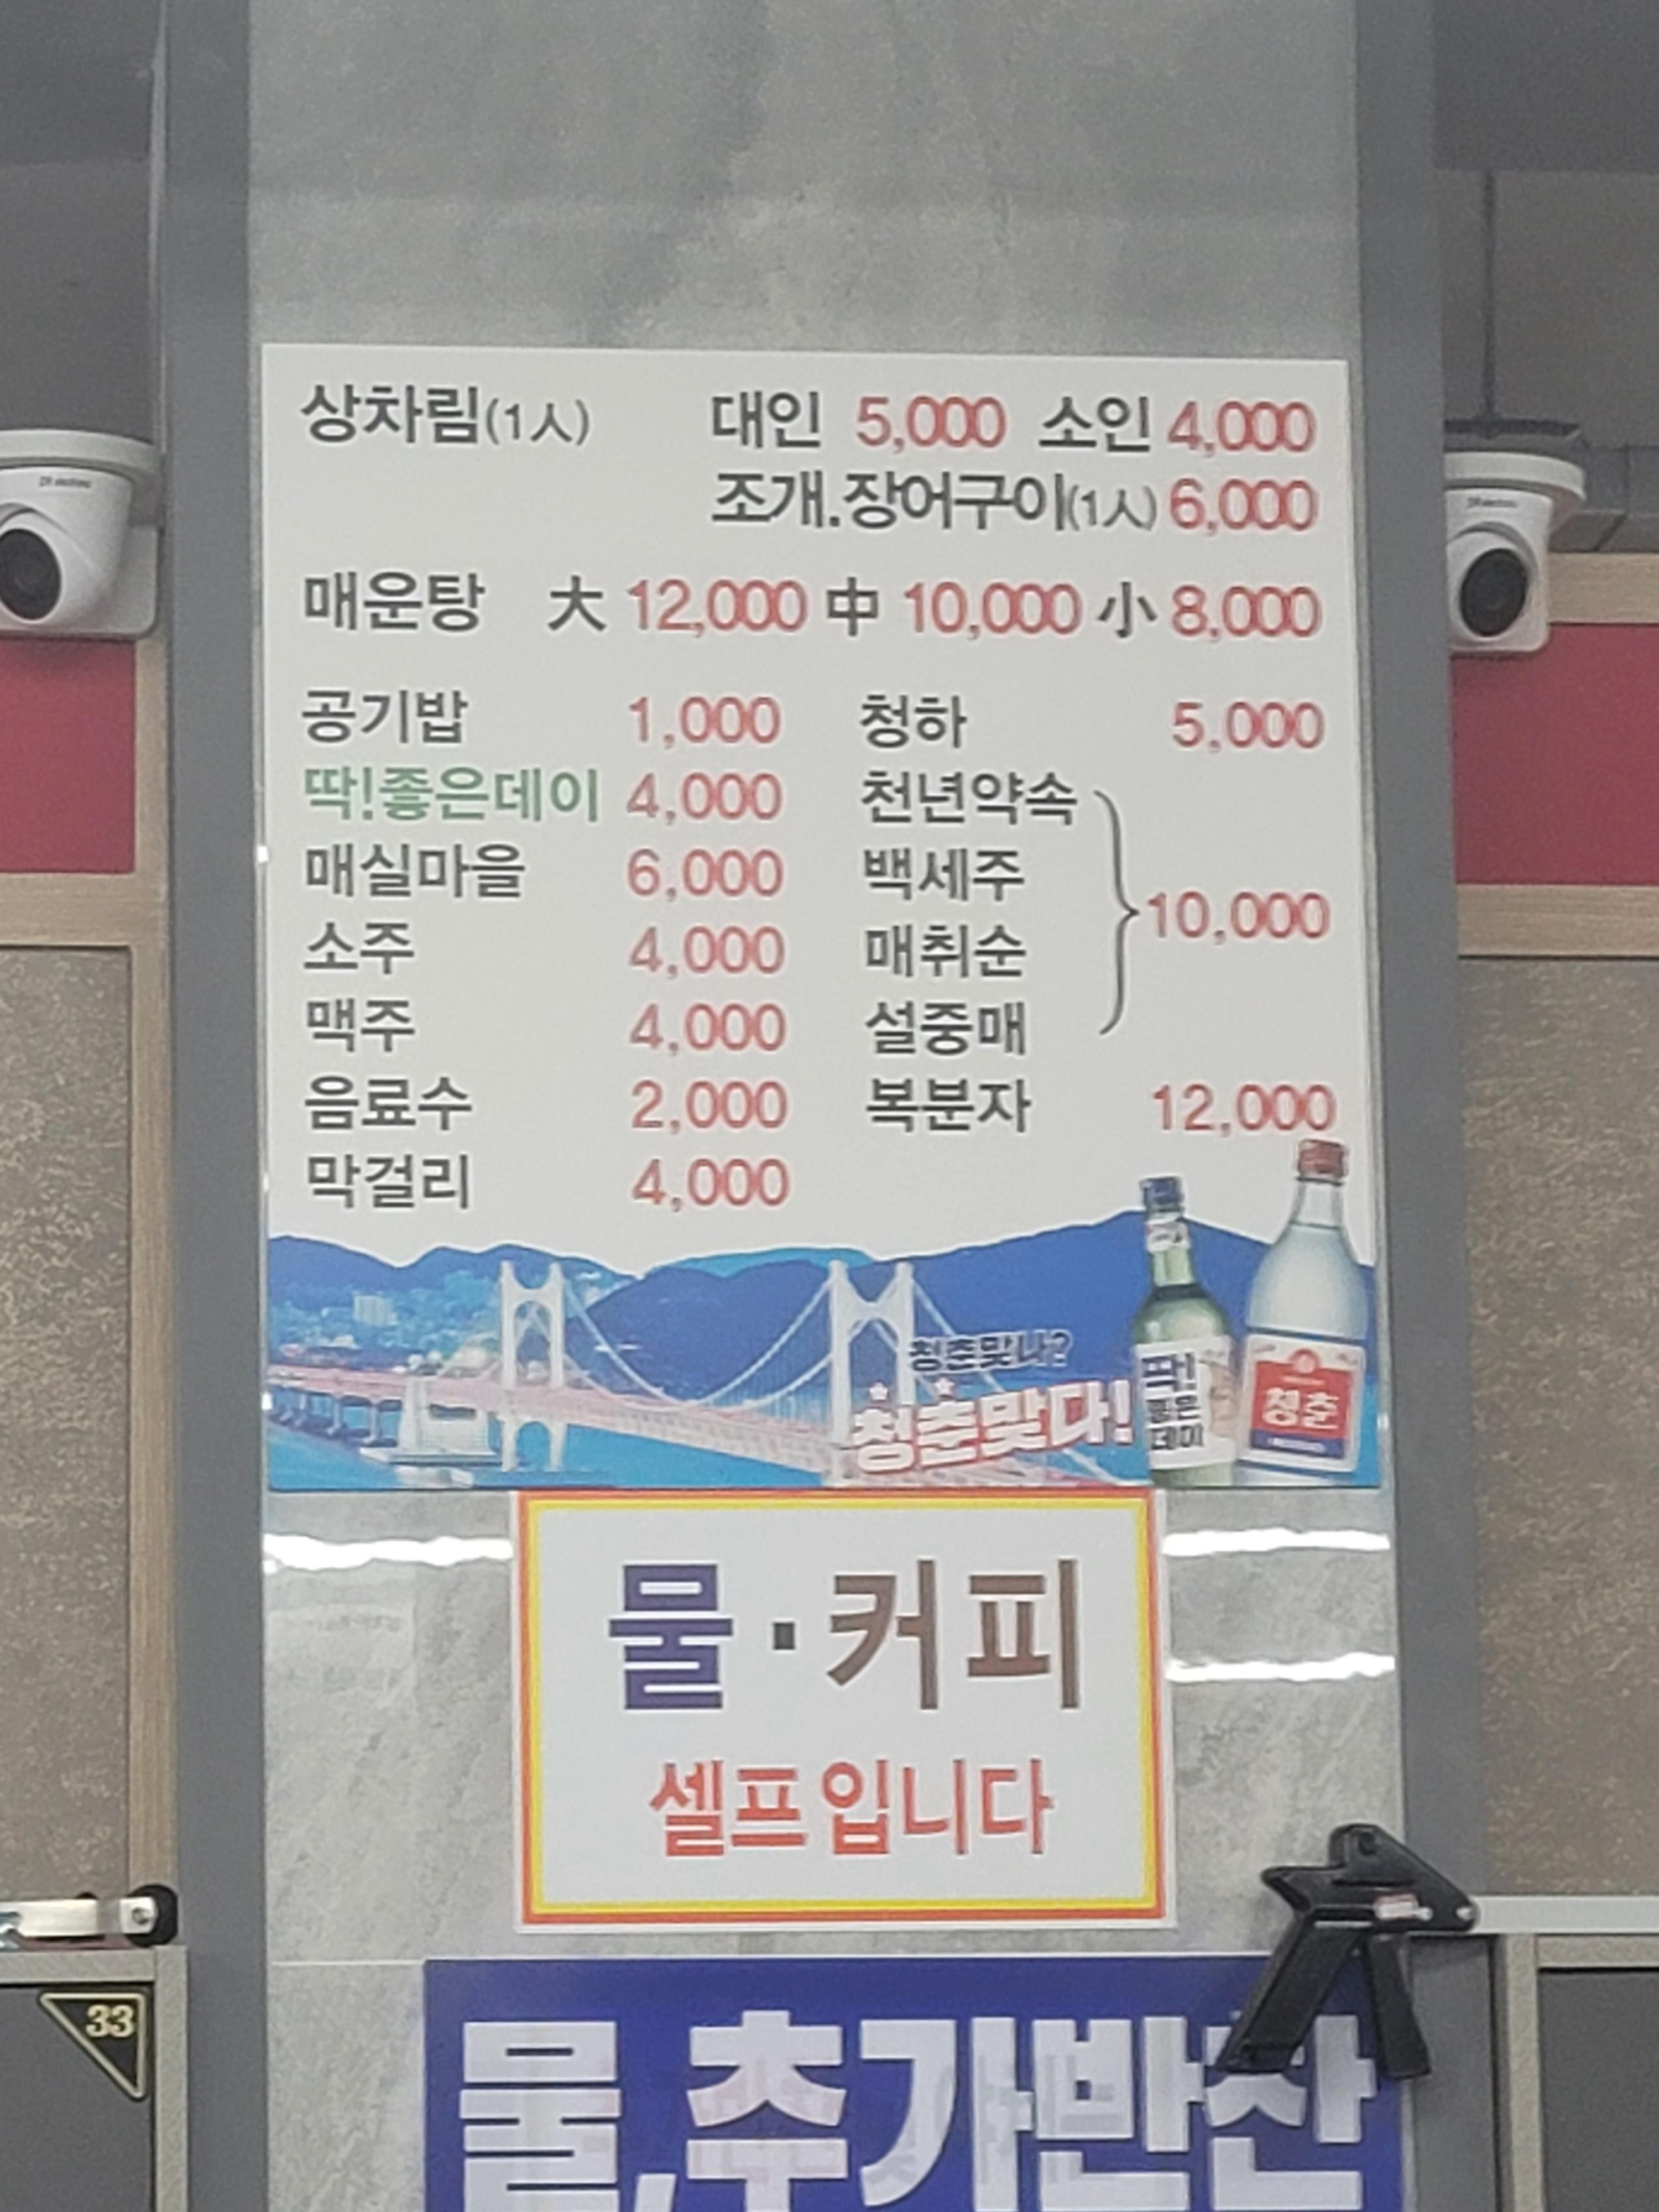 상차림(1人) 대인 5,000 소인 4,000
조개.장어구이(1人) 6,000
매운탕 大 12,000 中 10,000 小 8,000
공기밥 1,000 청하 5,000
딱!좋은데이 4,000 천년약속
매실마을 6,000 백세주
10,000
소주 4,000 매취순
맥주 4,000 설중매
음료수 2,000 복분자 12,000
막걸리 4,000
청춘맞나?
청춘맞다!
딱!
좋은
데이
청춘
물·커피
셀프입니다
33
물,추가반찬